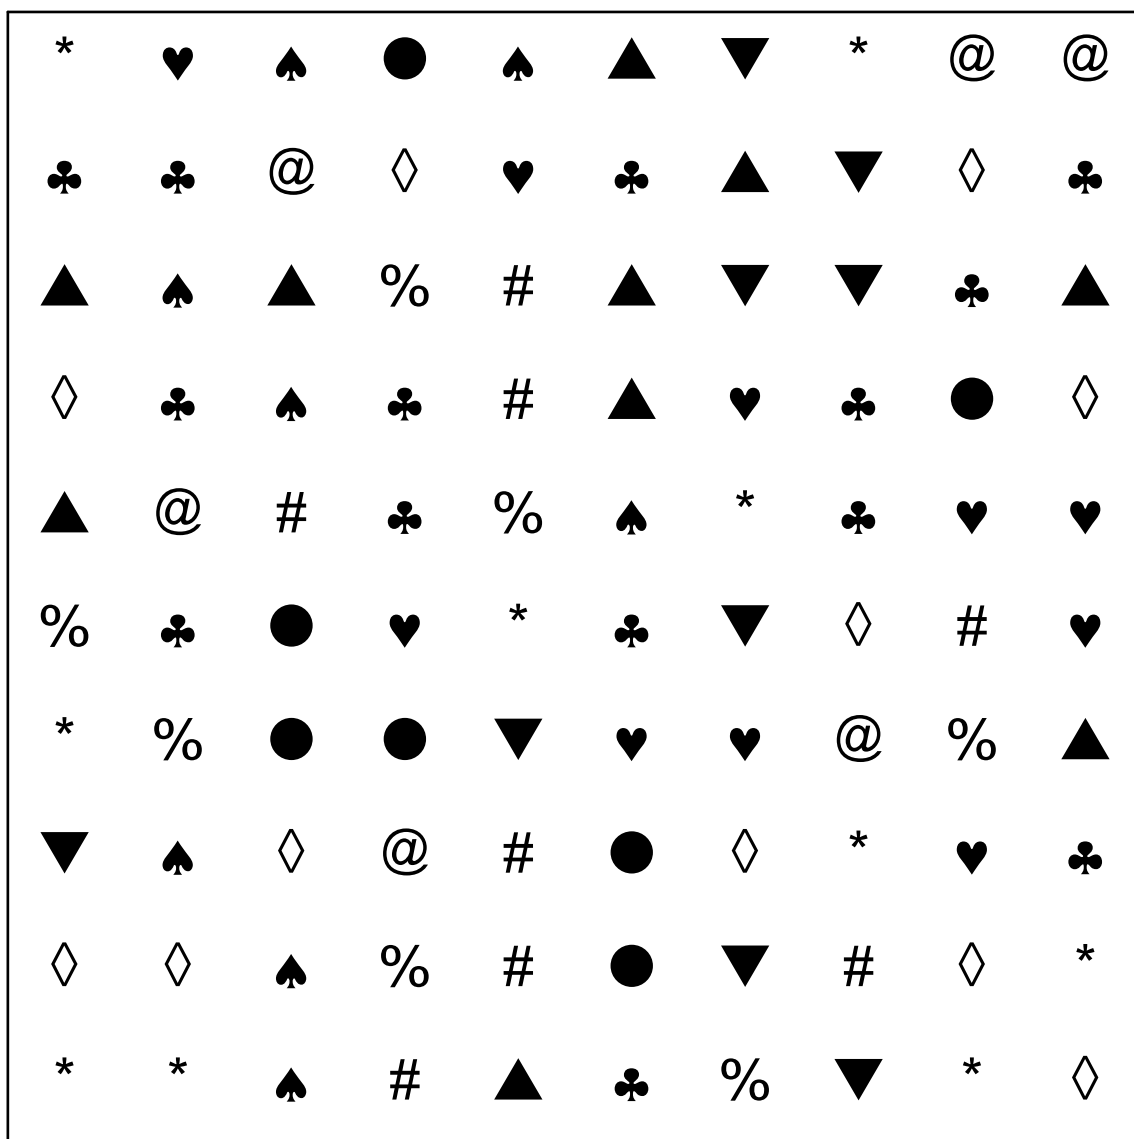 * ♥ ♠ ● ♠ ▲ ▼ * @ @
♣ ♣ @ ◊ ♥ ♣ ▲ ▼ ◊ ♣
▲ ♠ ▲ % # ▲ ▼ ▼ ♣ ▲
◊ ♣ ♠ ♣ # ▲ ♥ ♣ ● ◊
▲ @ # ♣ % ♠ * ♣ ♥ ♥
% ♣ ● ♥ * ♣ ▼ ◊ # ♥
* % ● ● ▼ ♥ ♥ @ % ▲
▼ ♠ ◊ @ # ● ◊ * ♥ ♣
◊ ◊ ♠ % # ● ▼ # ◊ *
* * ♠ # ▲ ♣ % ▼ * ◊